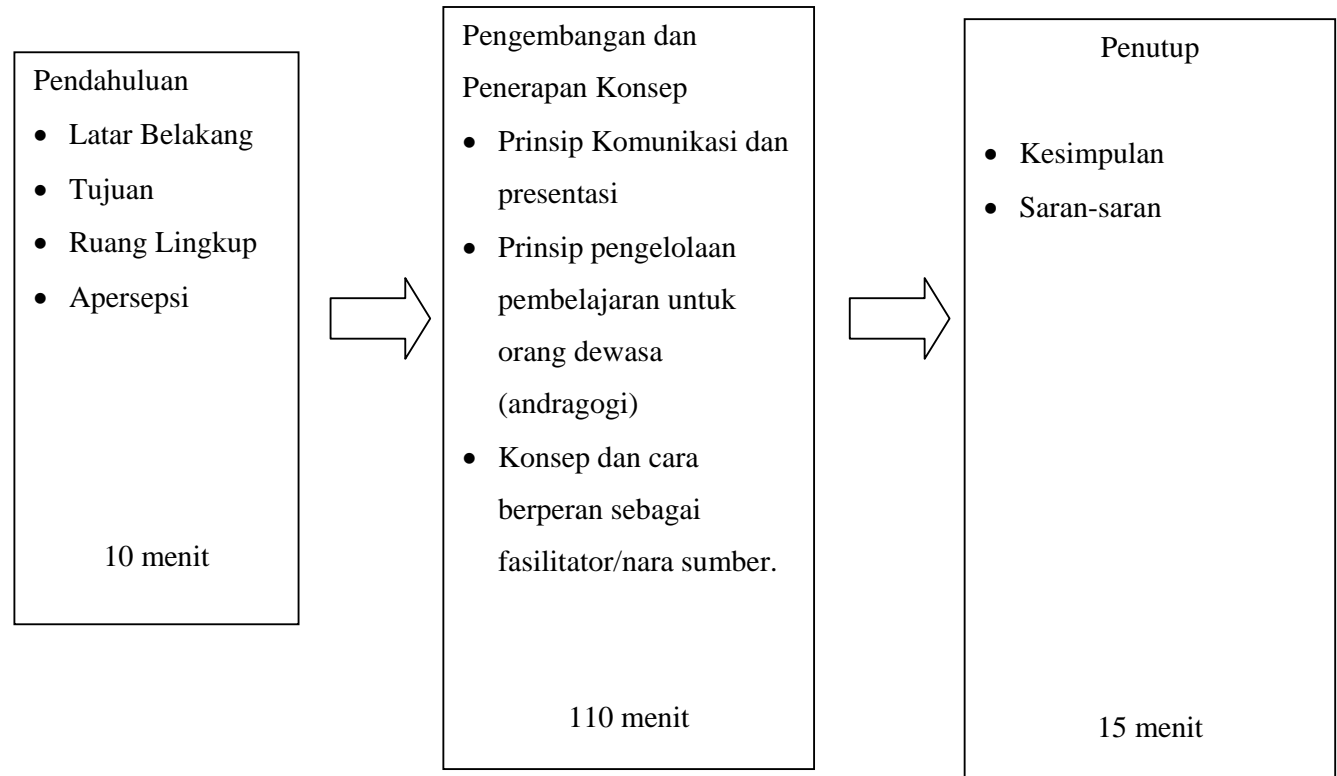 Pendahuluan
• Latar Belakang
• Tujuan
• Ruang Lingkup
• Apersepsi
10 menit
Pengembangan dan
Penerapan Konsep
• Prinsip Komunikasi dan
presentasi
• Prinsip pengelolaan
pembelajaran untuk
orang dewasa
(andragogi)
• Konsep dan cara
berperan sebagai
fasilitator/nara sumber.
110 menit
Penutup
• Kesimpulan
• Saran-saran
15 menit